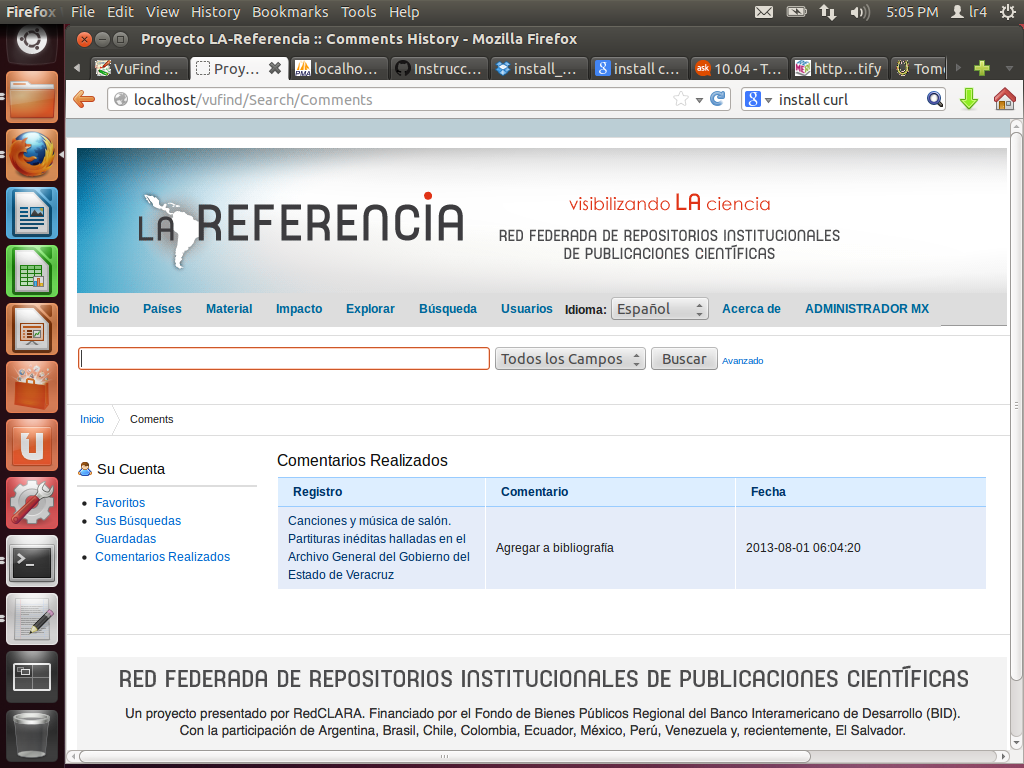 Firefox File Edit View History Bookmarks Tools Help 5:05 PM lr4
Proyecto LA-Referencia :: Comments History - Mozilla Firefox
VuFind ... Proy... localho... Instrucc... install_... install c... 10.04 - T... http...tify Tom
localhost/vufind/Search/Comments install curl
LA REFERENCIA
visibilizando LA ciencia
RED FEDERADA DE REPOSITORIOS INSTITUCIONALES
DE PUBLICACIONES CIENTÍFICAS
Inicio Países Material Impacto Explorar Búsqueda Usuarios Idioma: Español Acerca de ADMINISTRADOR MX
Todos los Campos Buscar Avanzado
Inicio Coments
Su Cuenta
Favoritos
Sus Búsquedas
Guardadas
Comentarios Realizados
Comentarios Realizados
Registro Comentario Fecha
Canciones y música de salón.
Partituras inéditas halladas en el
Archivo General del Gobierno del
Estado de Veracruz
Agregar a bibliografía
2013-08-01 06:04:20
RED FEDERADA DE REPOSITORIOS INSTITUCIONALES DE PUBLICACIONES CIENTÍFICAS
Un proyecto presentado por RedCLARA. Financiado por el Fondo de Bienes Públicos Regional del Banco Interamericano de Desarrollo (BID).
Con la participación de Argentina, Brasil, Chile, Colombia, Ecuador, México, Perú, Venezuela y, recientemente, El Salvador.